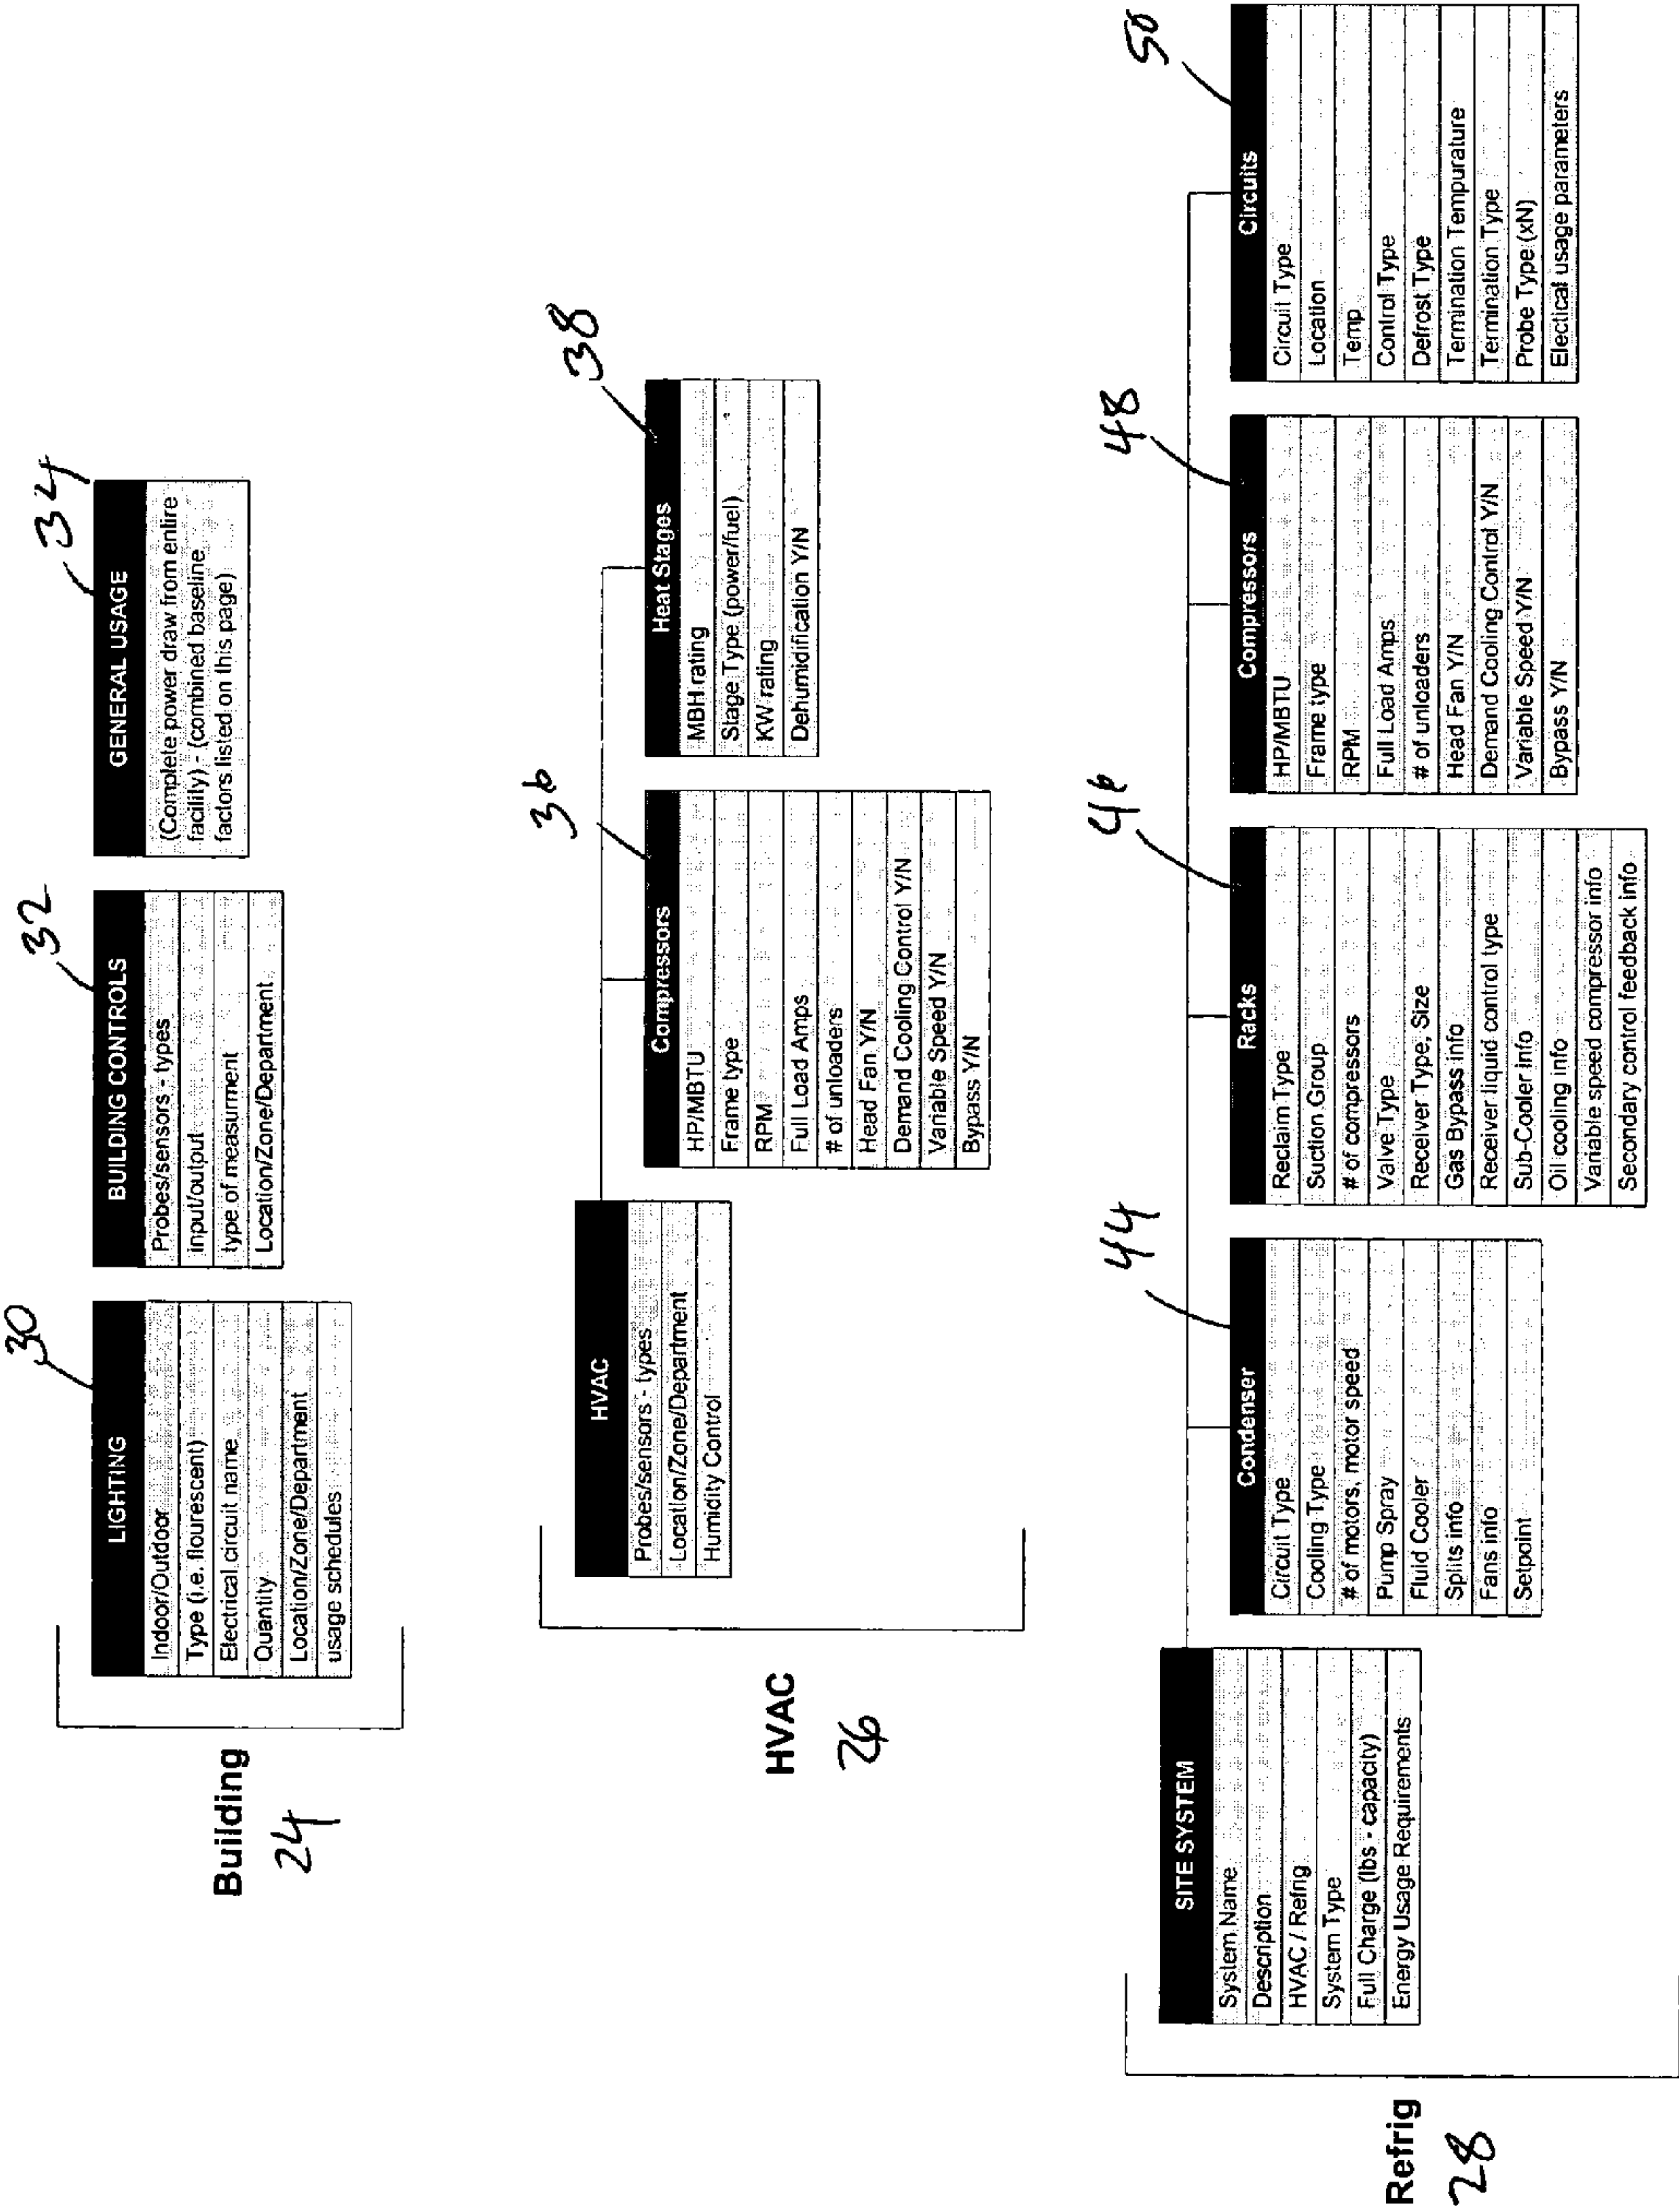 Building
24
30
LIGHTING
Indoor/Outdoor
Type (i.e. flourescent)
Electrical circuit name
Quantity
Location/Zone/Department
usage schedules
32
BUILDING CONTROLS
Probes/sensors - types
input/output
type of measurment
Location/Zone/Department
34
GENERAL USAGE
(Complete power draw from entire
facility) - (combined baseline
factors listed on this page)
HVAC
26
HVAC
Probes/sensors - types
Location/Zone/Department
Humidity Control
36
Compressors
HP/MBTU
Frame type
RPM
Full Load Amps
# of unloaders
Head Fan Y/N
Demand Cooling Control Y/N
Variable Speed Y/N
Bypass Y/N
38
Heat Stages
MBH rating
Stage Type (power/fuel)
KW rating
Dehumidification Y/N
Refrig
28
SITE SYSTEM
System Name
Description
HVAC / Refrig
System Type
Full Charge (lbs - capacity)
Energy Usage Requirements
44
Condenser
Circuit Type
Cooling Type
# of motors, motor speed
Pump Spray
Fluid Cooler
Splits info
Fans info
Setpoint
46
Racks
Reclaim Type
Suction Group
# of compressors
Valve Type
Receiver Type, Size
Gas Bypass info
Receiver liquid control type
Sub-Cooler info
Oil cooling info
Variable speed compressor info
Secondary control feedback info
48
Compressors
HP/MBTU
Frame type
RPM
Full Load Amps
# of unloaders
Head Fan Y/N
Demand Cooling Control Y/N
Variable Speed Y/N
Bypass Y/N
50
Circuits
Circuit Type
Location
Temp
Control Type
Defrost Type
Termination Tempurature
Termination Type
Probe Type (xN)
Electical usage parameters